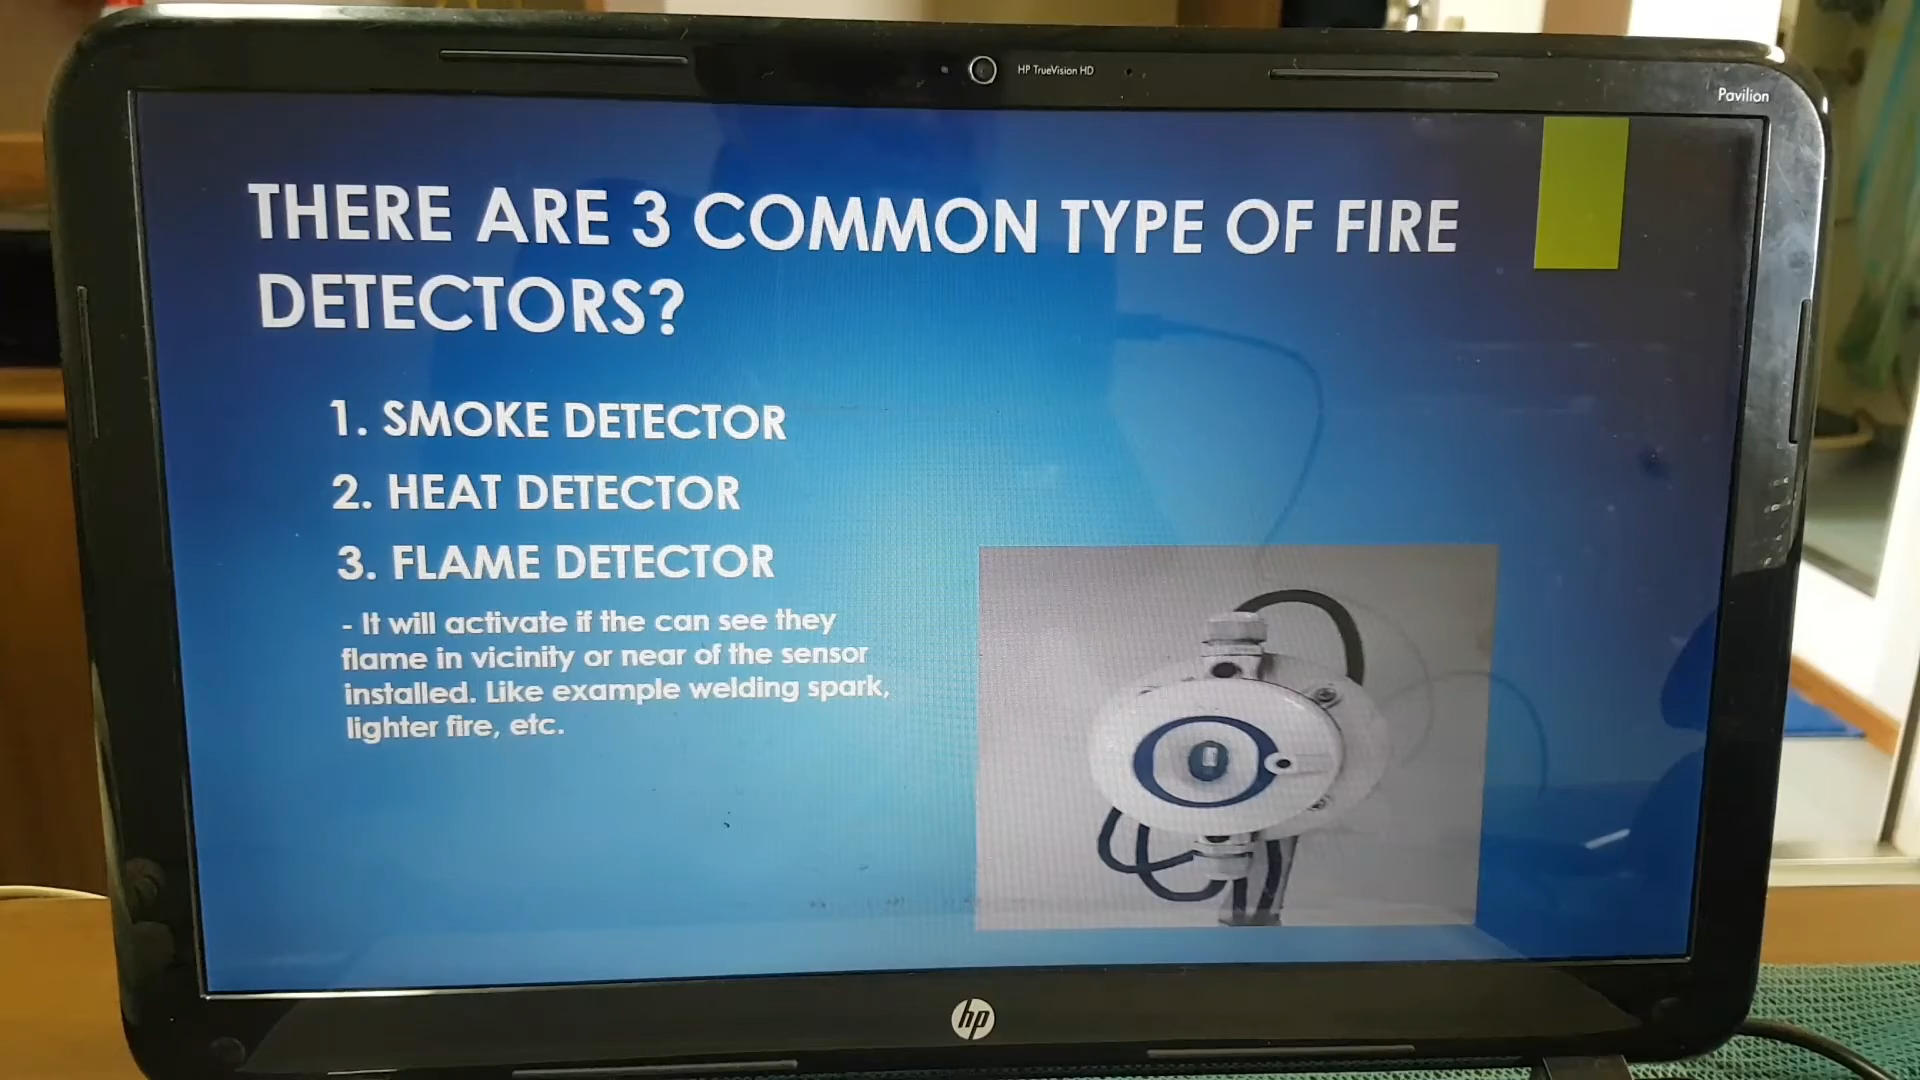 HP TrueVision HD
Pavilion
THERE ARE 3 COMMON TYPE OF FIRE
DETECTORS?
1. SMOKE DETECTOR
2. HEAT DETECTOR
3. FLAME DETECTOR
- It will activate if the can see they
flame in vicinity or near of the sensor
installed. Like example welding spark,
lighter fire, etc.
hp